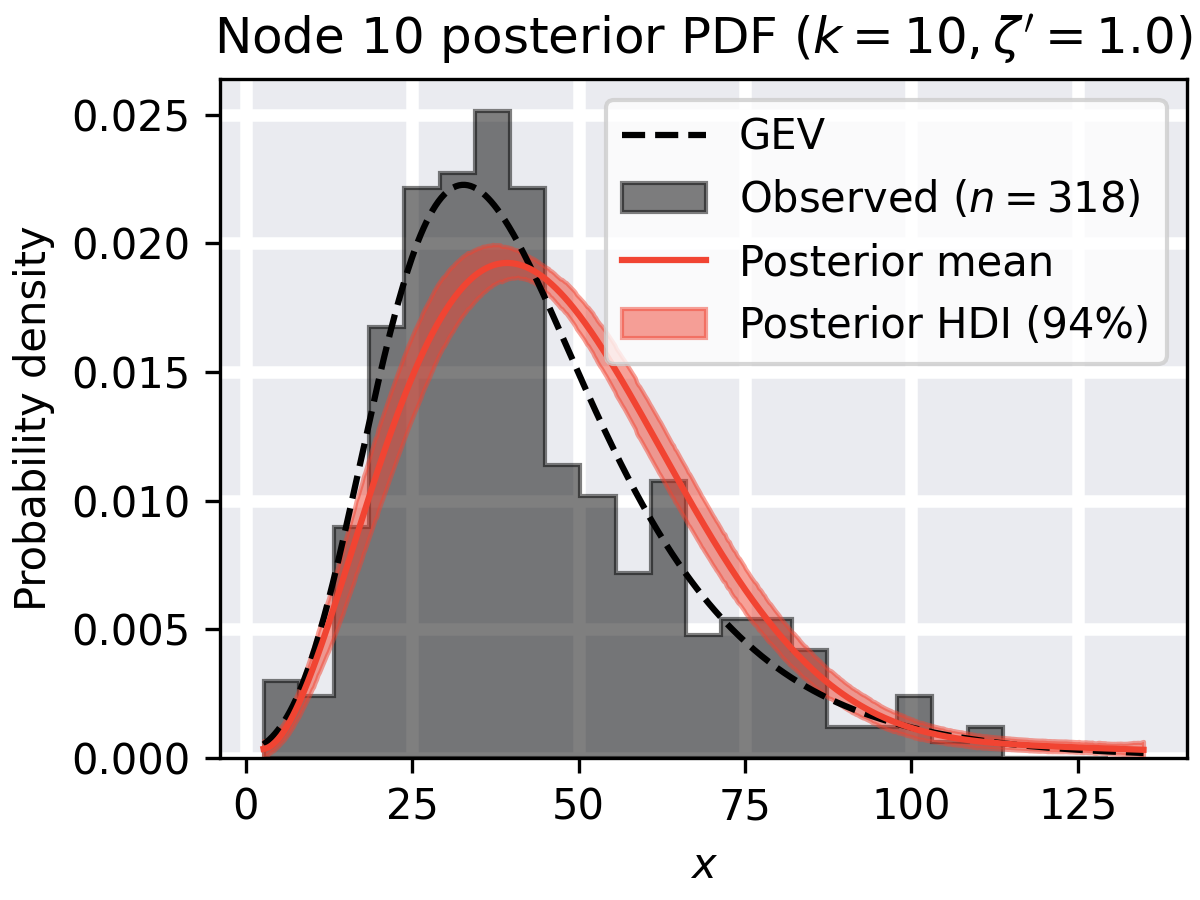 Node 10 posterior PDF (k = 10, ζ′ = 1.0)
Probability density
0.025
0.020
0.015
0.010
0.005
0.000
GEV
Observed (n = 318)
Posterior mean
Posterior HDI (94%)
0 25 50 75 100 125
x